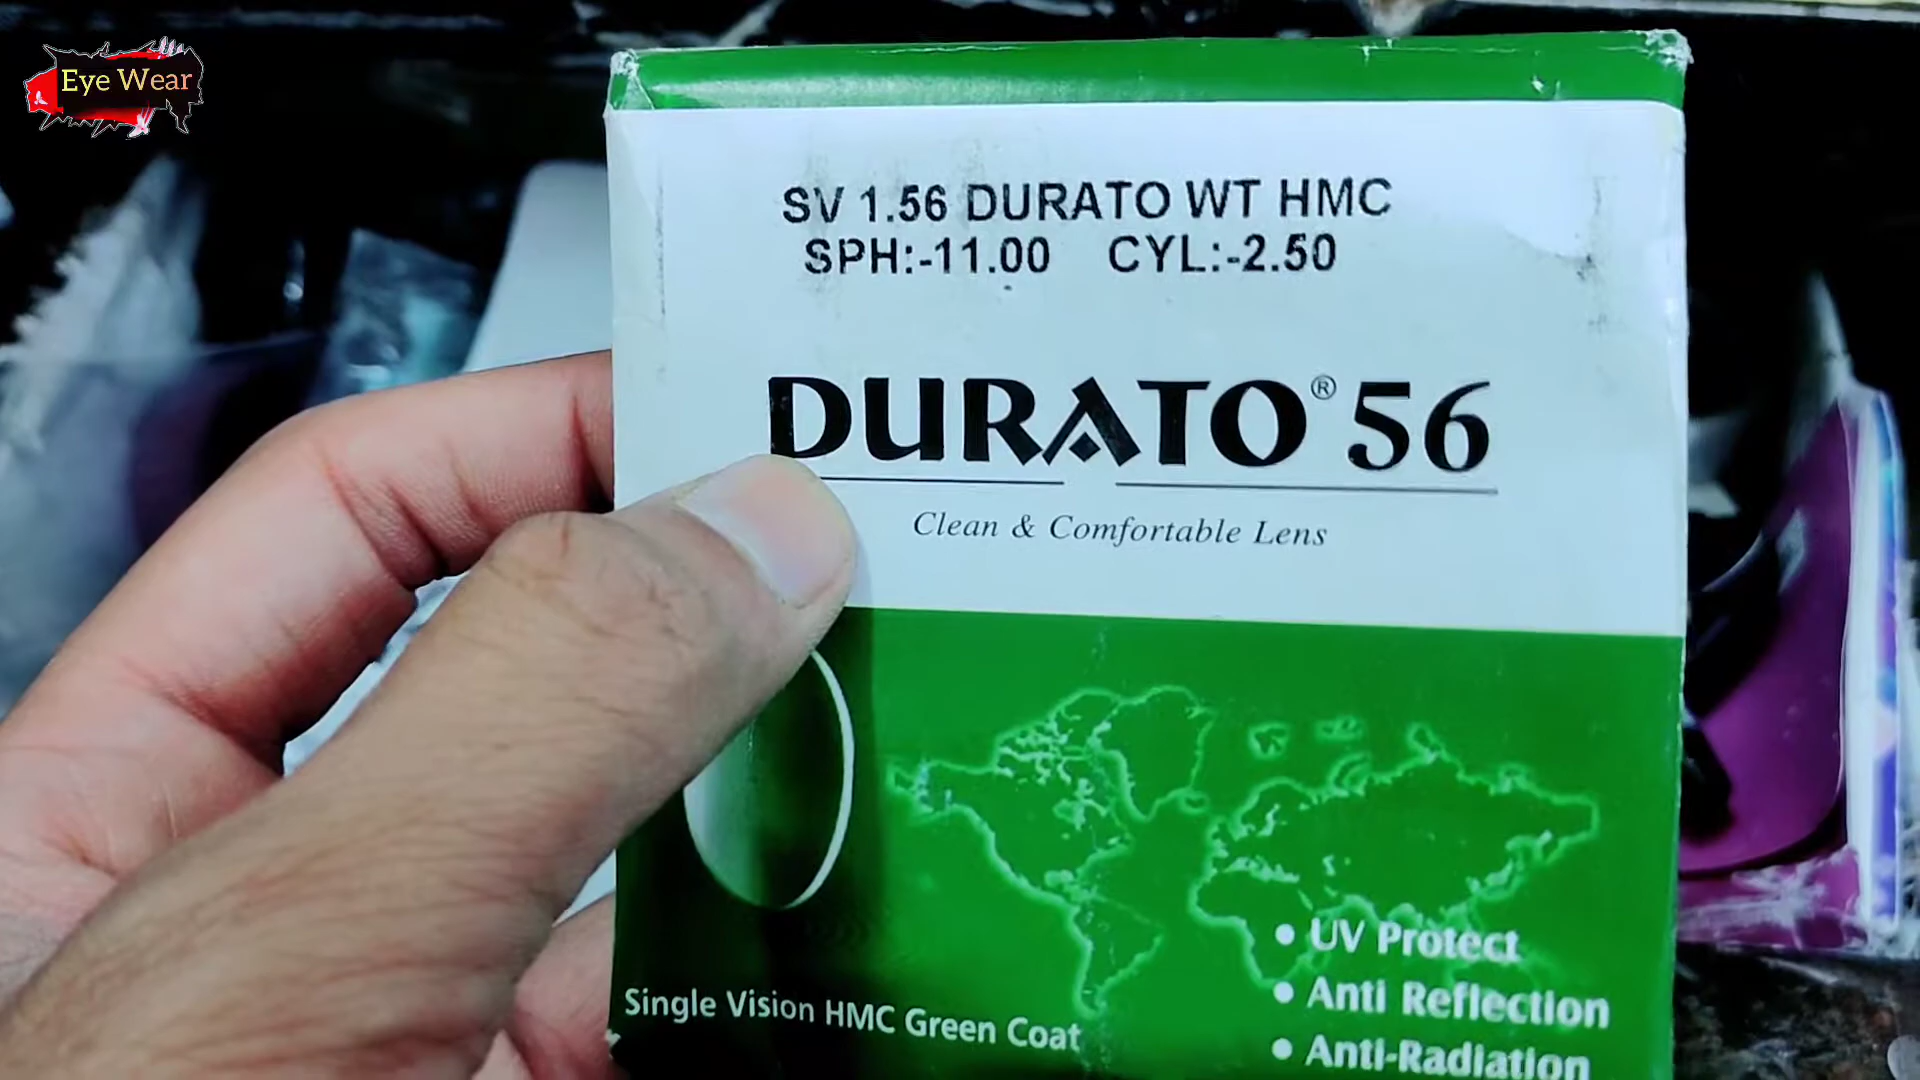 Eye Wear
SV 1.56 DURATO WT HMC
SPH:-11.00 CYL:-2.50
DURATO® 56
Clean & Comfortable Lens
• UV Protect
• Anti Reflection
• Anti-Radiation
Single Vision HMC Green Coat